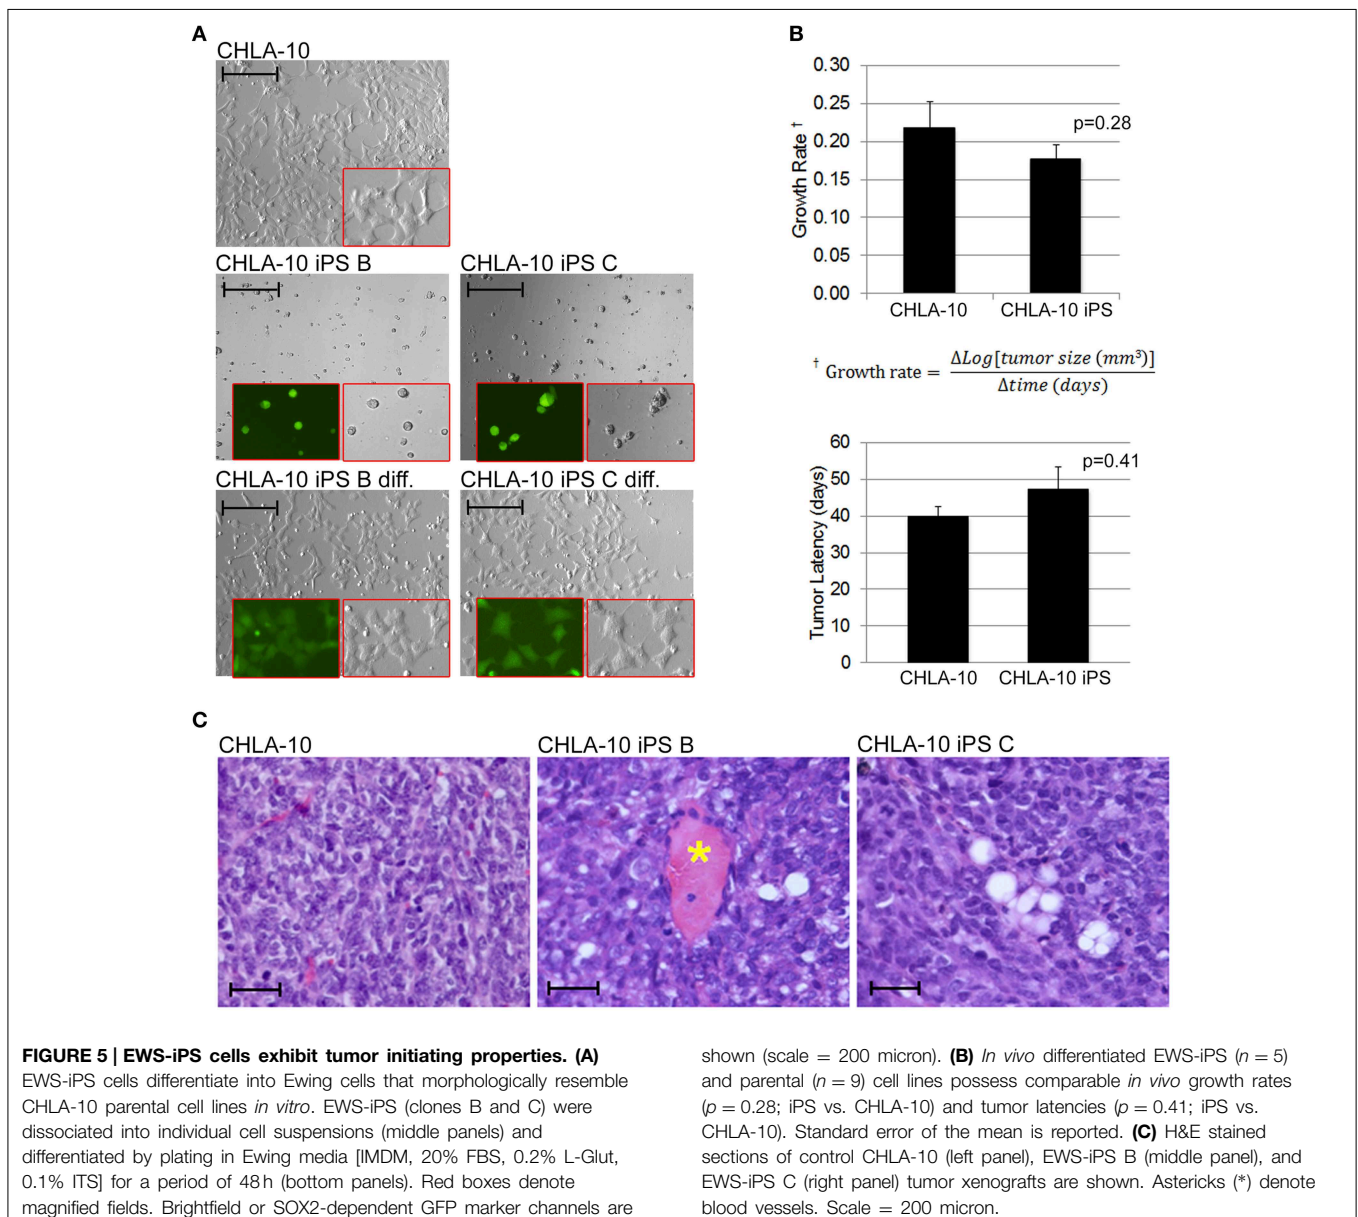 A
CHLA-10
CHLA-10 iPS B
CHLA-10 iPS C
CHLA-10 iPS B diff.
CHLA-10 iPS C diff.
B
0.30
0.25
0.20
0.15
0.10
0.05
0.00
Growth Rate †
p=0.28
CHLA-10
CHLA-10 iPS
† Growth rate = ΔLog[tumor size (mm³)] / Δtime (days)
60
50
40
30
20
10
0
Tumor Latency (days)
p=0.41
CHLA-10
CHLA-10 iPS
C
CHLA-10
CHLA-10 iPS B
CHLA-10 iPS C
*
FIGURE 5 | EWS-iPS cells exhibit tumor initiating properties. (A)
EWS-iPS cells differentiate into Ewing cells that morphologically resemble
CHLA-10 parental cell lines in vitro. EWS-iPS (clones B and C) were
dissociated into individual cell suspensions (middle panels) and
differentiated by plating in Ewing media [IMDM, 20% FBS, 0.2% L-Glut,
0.1% ITS] for a period of 48 h (bottom panels). Red boxes denote
magnified fields. Brightfield or SOX2-dependent GFP marker channels are
shown (scale = 200 micron). (B) In vivo differentiated EWS-iPS (n = 5)
and parental (n = 9) cell lines possess comparable in vivo growth rates
(p = 0.28; iPS vs. CHLA-10) and tumor latencies (p = 0.41; iPS vs.
CHLA-10). Standard error of the mean is reported. (C) H&E stained
sections of control CHLA-10 (left panel), EWS-iPS B (middle panel), and
EWS-iPS C (right panel) tumor xenografts are shown. Astericks (*) denote
blood vessels. Scale = 200 micron.